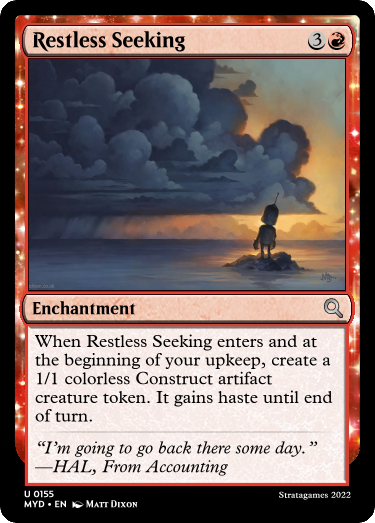 Restless Seeking 3
Enchantment
When Restless Seeking enters and at
the beginning of your upkeep, create a
1/1 colorless Construct artifact
creature token. It gains haste until end
of turn.
“I’m going to go back there some day.”
—HAL, From Accounting
U 0155
Stratagames 2022
MYD • EN Matt Dixon